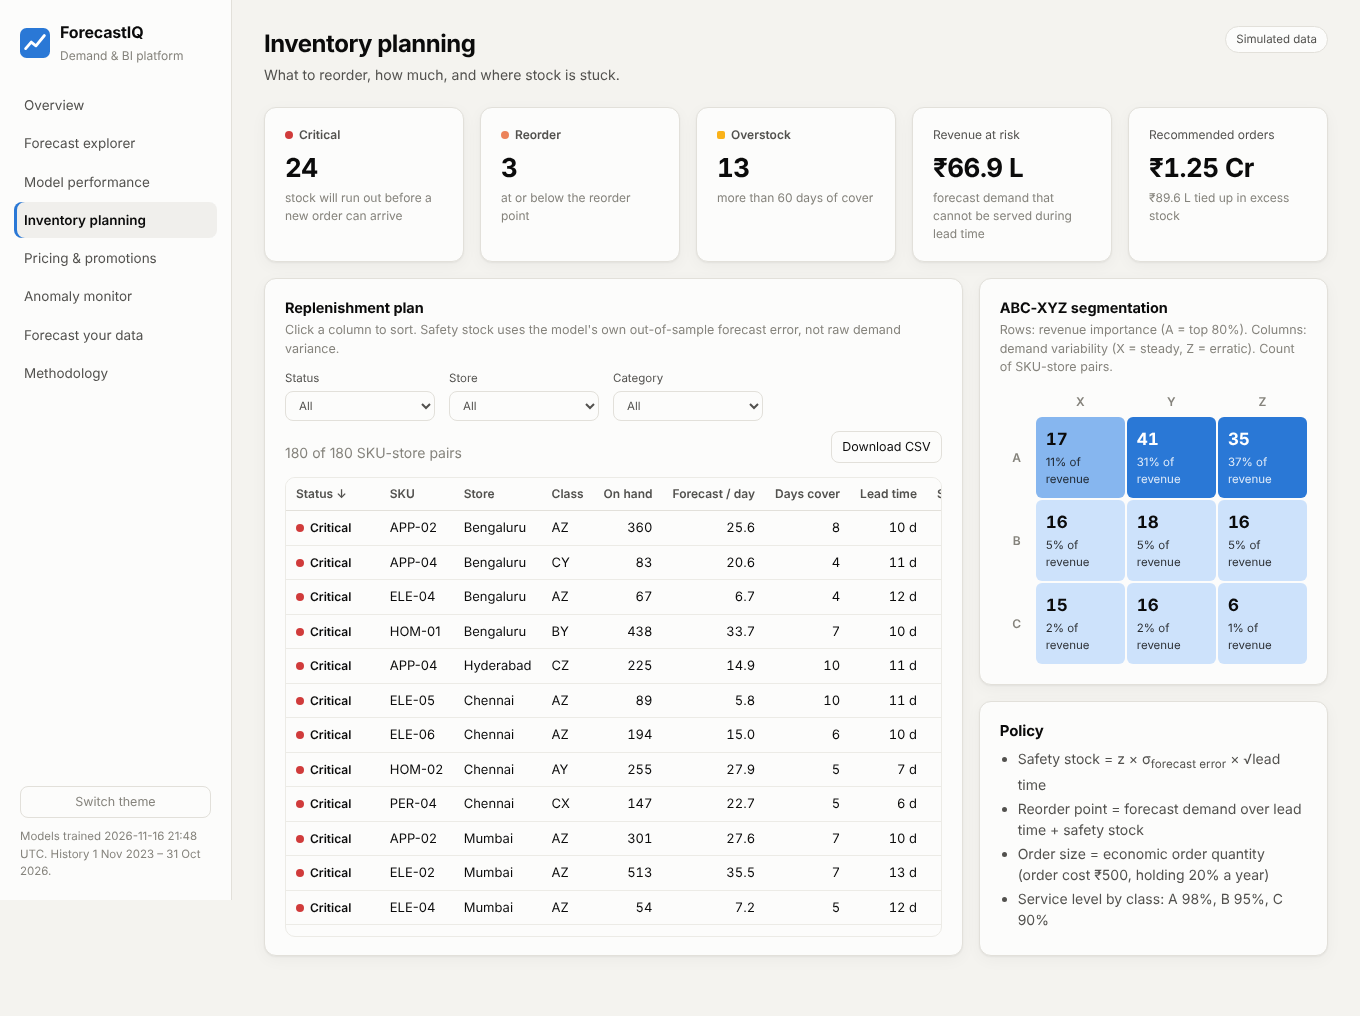 ForecastIQ
Demand & BI platform
Overview
Forecast explorer
Model performance
Inventory planning
Pricing & promotions
Anomaly monitor
Forecast your data
Methodology
Switch theme
Models trained 2026-11-16 21:48
UTC. History 1 Nov 2023 – 31 Oct
2026.
Inventory planning
What to reorder, how much, and where stock is stuck.
Simulated data
Critical
24
stock will run out before a
new order can arrive
Reorder
3
at or below the reorder
point
Overstock
13
more than 60 days of cover
Revenue at risk
₹66.9 L
forecast demand that
cannot be served during
lead time
Recommended orders
₹1.25 Cr
₹89.6 L tied up in excess
stock
Replenishment plan
Click a column to sort. Safety stock uses the model's own out-of-sample forecast error, not raw demand
variance.
Status Store Category
All All All
180 of 180 SKU-store pairs
Download CSV
Status ↓ SKU Store Class On hand Forecast / day Days cover Lead time
Critical APP-02 Bengaluru AZ 360 25.6 8 10 d
Critical APP-04 Bengaluru CY 83 20.6 4 11 d
Critical ELE-04 Bengaluru AZ 67 6.7 4 12 d
Critical HOM-01 Bengaluru BY 438 33.7 7 10 d
Critical APP-04 Hyderabad CZ 225 14.9 10 11 d
Critical ELE-05 Chennai AZ 89 5.8 10 11 d
Critical ELE-06 Chennai AZ 194 15.0 6 10 d
Critical HOM-02 Chennai AY 255 27.9 5 7 d
Critical PER-04 Chennai CX 147 22.7 5 6 d
Critical APP-02 Mumbai AZ 301 27.6 7 10 d
Critical ELE-02 Mumbai AZ 513 35.5 7 13 d
Critical ELE-04 Mumbai AZ 54 7.2 5 12 d
ABC-XYZ segmentation
Rows: revenue importance (A = top 80%). Columns:
demand variability (X = steady, Z = erratic). Count
of SKU-store pairs.
X Y Z
A
17 41 35
11% of 31% of 37% of
revenue revenue revenue
B
16 18 16
5% of 5% of 5% of
revenue revenue revenue
C
15 16 6
2% of 2% of 1% of
revenue revenue revenue
Policy
• Safety stock = z × σforecast error × √lead
time
• Reorder point = forecast demand over lead
time + safety stock
• Order size = economic order quantity
(order cost ₹500, holding 20% a year)
• Service level by class: A 98%, B 95%, C
90%